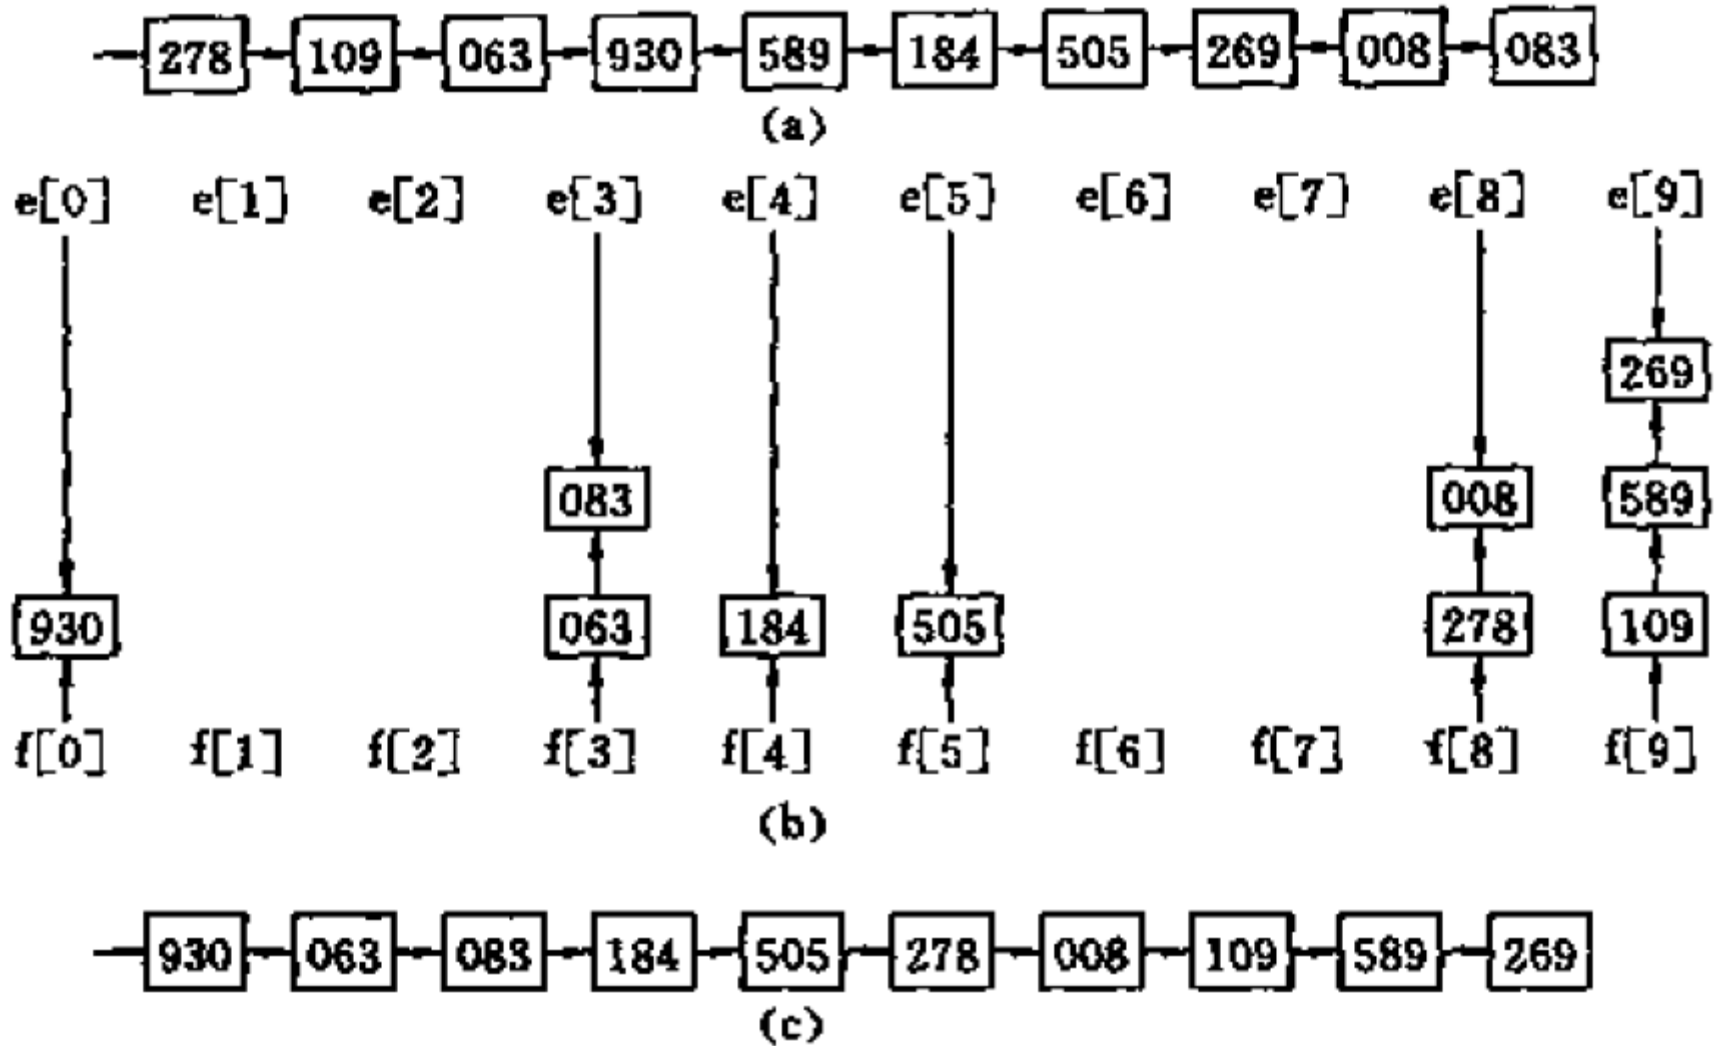 278 109 063 930 589 184 505 269 008 083
(a)
e[0] e[1] e[2] e[3] e[4] e[5] e[6] e[7] e[8] e[9]
269
083 008 589
930 063 184 505 278 109
f[0] f[1] f[2] f[3] f[4] f[5] f[6] f[7] f[8] f[9]
(b)
930 063 083 184 505 278 008 109 589 269
(c)